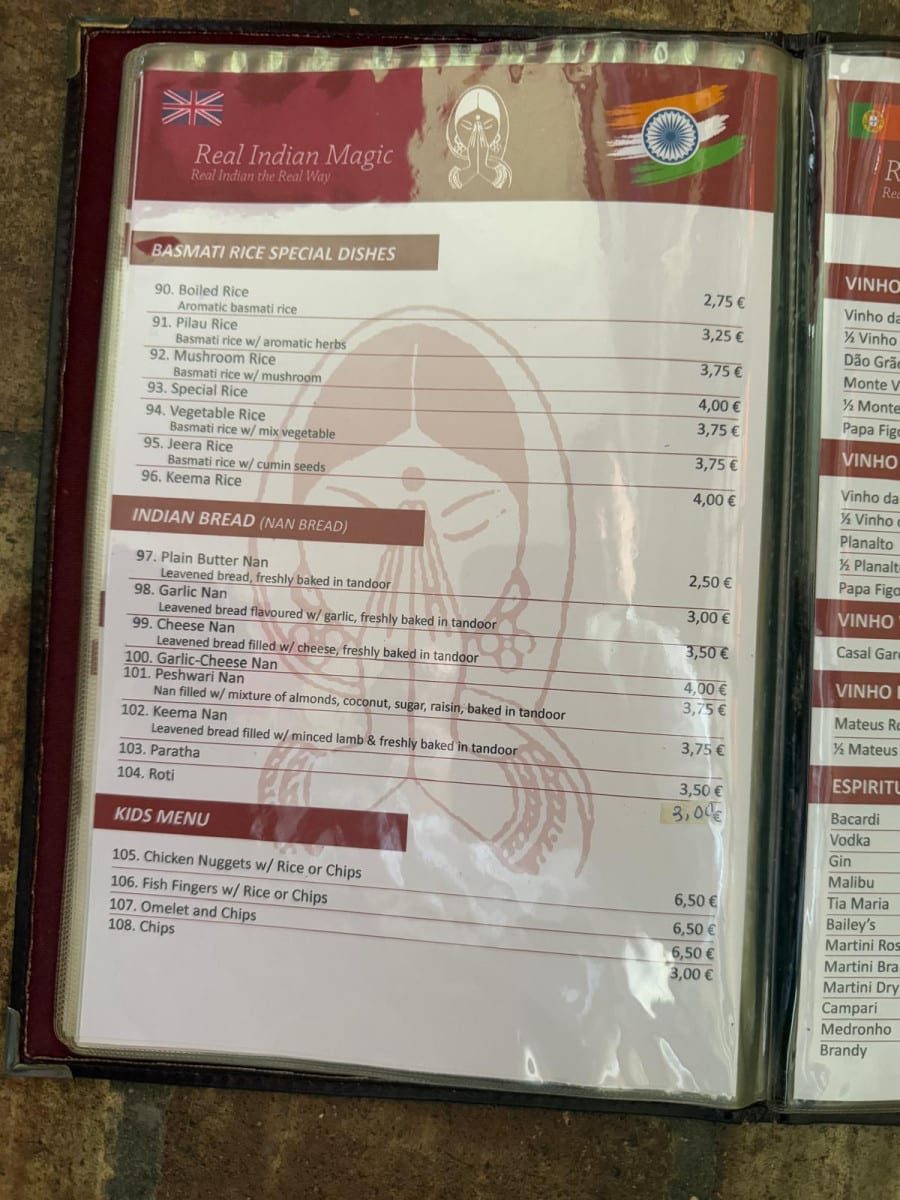 Real Indian Magic
Real Indian the Real Way
BASMATI RICE SPECIAL DISHES
90. Boiled Rice 2,75 €
Aromatic basmati rice
91. Pilau Rice 3,25 €
Basmati rice w/ aromatic herbs
92. Mushroom Rice 3,75 €
Basmati rice w/ mushroom
93. Special Rice 4,00 €
94. Vegetable Rice 3,75 €
Basmati rice w/ mix vegetable
95. Jeera Rice 3,75 €
Basmati rice w/ cumin seeds
96. Keema Rice 4,00 €
INDIAN BREAD (NAN BREAD)
97. Plain Butter Nan 2,50 €
Leavened bread, freshly baked in tandoor
98. Garlic Nan 3,00 €
Leavened bread flavoured w/ garlic, freshly baked in tandoor
99. Cheese Nan 3,50 €
Leavened bread filled w/ cheese, freshly baked in tandoor
100. Garlic-Cheese Nan 4,00 €
101. Peshwari Nan 3,75 €
Nan filled w/ mixture of almonds, coconut, sugar, raisin, baked in tandoor
102. Keema Nan 3,75 €
Leavened bread filled w/ minced lamb & freshly baked in tandoor
103. Paratha 3,50 €
104. Roti 3,00€
KIDS MENU
105. Chicken Nuggets w/ Rice or Chips 6,50 €
106. Fish Fingers w/ Rice or Chips 6,50 €
107. Omelet and Chips 6,50 €
108. Chips 3,00 €
VINHO
Vinho da
½ Vinho
Dão
Monte
½ Monte
Papa
VINHO
Vinho da
½ Vinho
Planalto
½
Papa
VINHO
Casal
VINHO
Mateus
½ Mateus
Bacardi
Vodka
Gin
Malibu
Tia Maria
Bailey's
Martini
Martini
Martini Dry
Campari
Medronho
Brandy